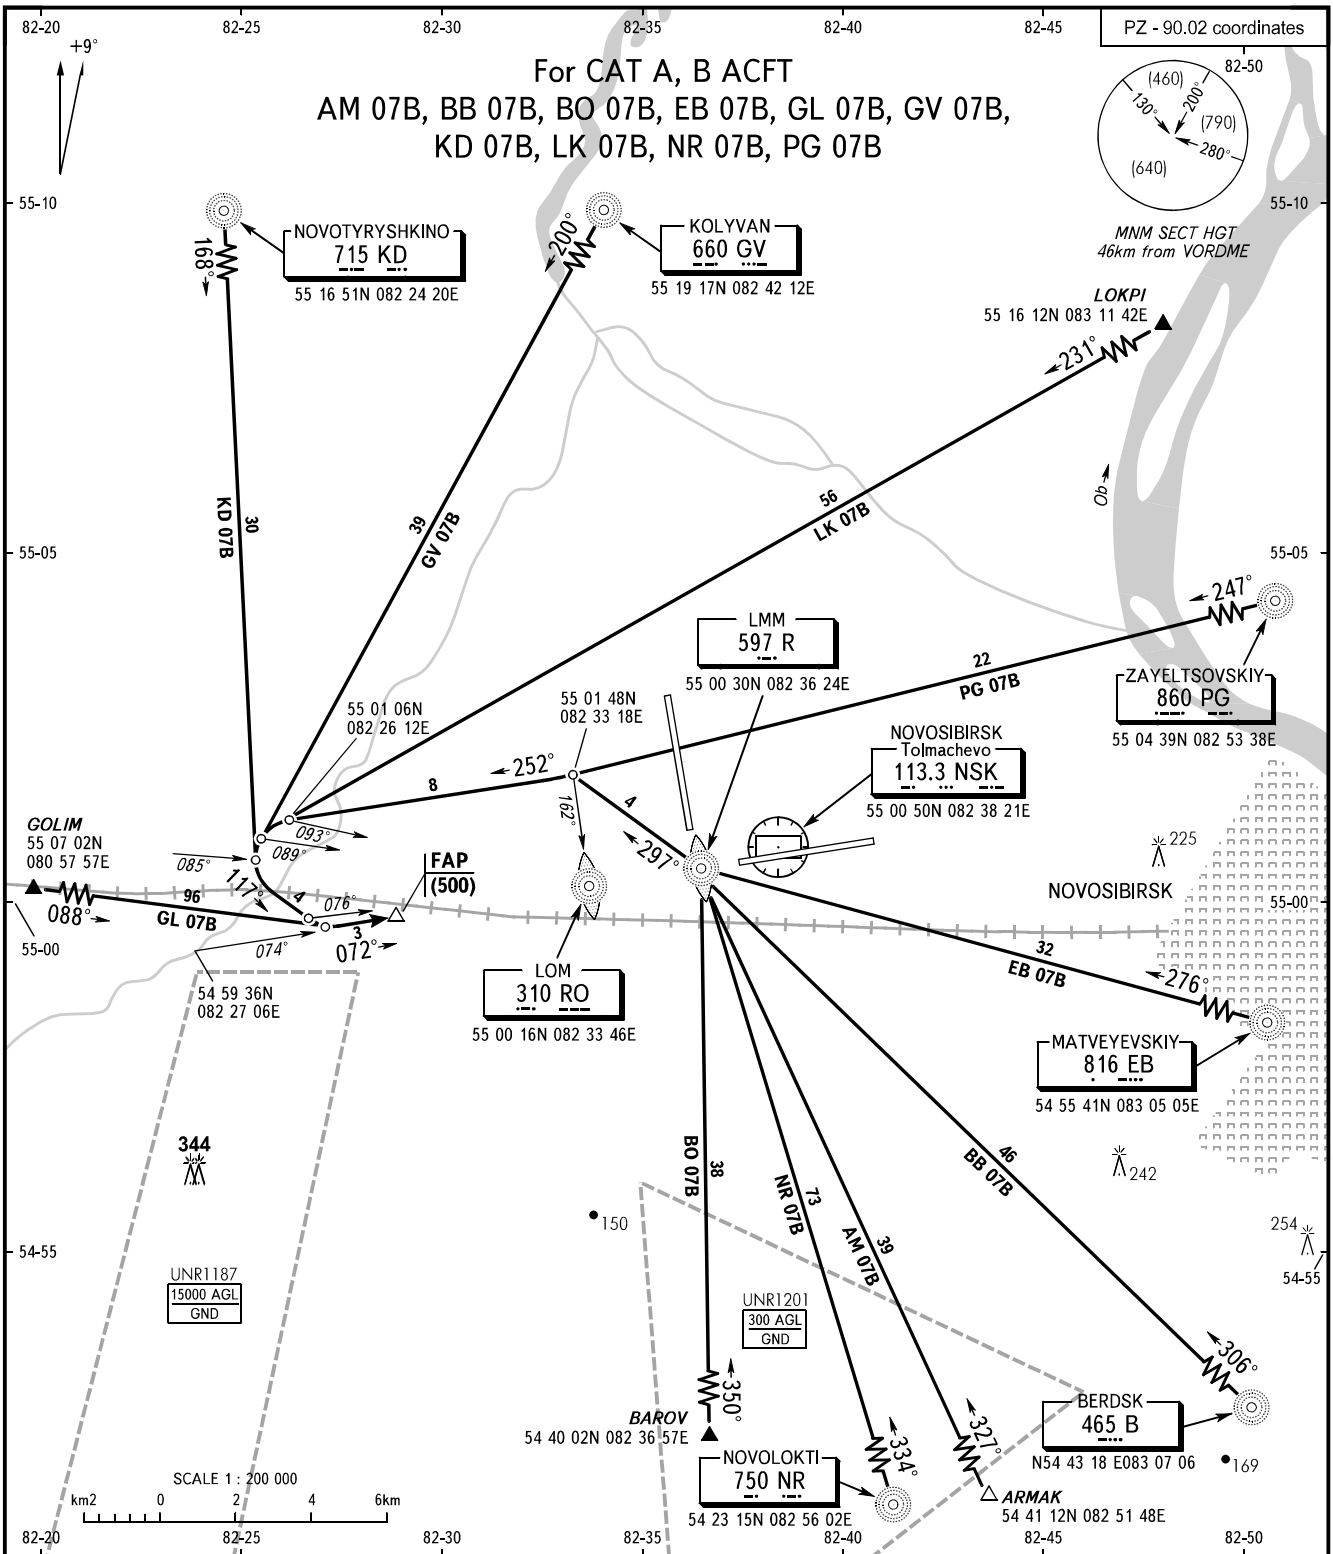 82-20
82-25
82-30
82-35
82-40
82-45
PZ - 90.02 coordinates
82-50
+9°
For CAT A, B ACFT
AM 07B, BB 07B, BO 07B, EB 07B, GL 07B, GV 07B,
KD 07B, LK 07B, NR 07B, PG 07B
(460)
130°
200°
(790)
280°
(640)
MNM SECT HGT
46km from VORDME
55-10
55-10
NOVOTYRYSHKINO
715 KD
55 16 51N 082 24 20E
168°
KOLYVAN
660 GV
55 19 17N 082 42 12E
200°
LOKPI
55 16 12N 083 11 42E
231°
Ob
30
KD 07B
39
GV 07B
56
LK 07B
55-05
55-05
247°
22
PG 07B
ZAYELTSOVSKIY
860 PG
55 04 39N 082 53 38E
LMM
597 R
55 00 30N 082 36 24E
55 01 48N
082 33 18E
55 01 06N
082 26 12E
NOVOSIBIRSK
Tolmachevo
113.3 NSK
55 00 50N 082 38 21E
252°
8
162°
4
297°
GOLIM
55 07 02N
080 57 57E
093°
089°
085°
117°
4
076°
FAP
(500)
225
NOVOSIBIRSK
96
GL 07B
088°
074°
3
072°
55-00
55-00
54 59 36N
082 27 06E
LOM
310 RO
55 00 16N 082 33 46E
32
EB 07B
276°
MATVEYEVSKIY
816 EB
54 55 41N 083 05 05E
344
242
254
150
38
BO 07B
73
NR 07B
39
AM 07B
46
BB 07B
54-55
54-55
UNR1187
15000 AGL
GND
UNR1201
300 AGL
GND
350°
334°
327°
306°
BAROV
54 40 02N 082 36 57E
NOVOLOKTI
750 NR
54 23 15N 082 56 02E
BERDSK
465 B
N54 43 18 E083 07 06
169
ARMAK
54 41 12N 082 51 48E
SCALE 1 : 200 000
km2 0 2 4 6km
82-20
82-25
82-30
82-35
82-40
82-45
82-50